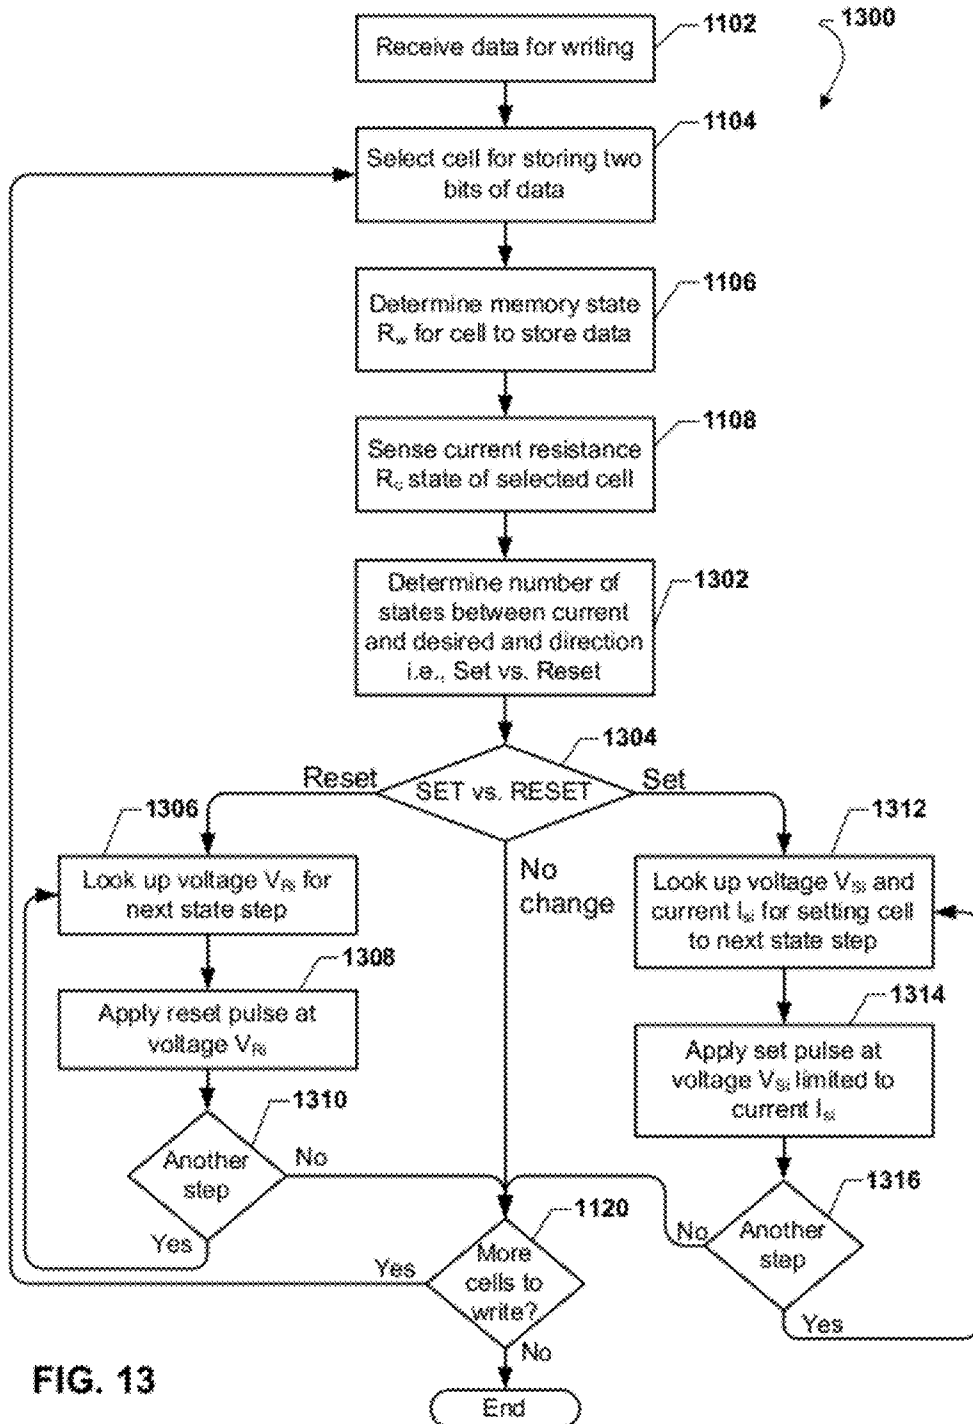 1300
1102
Receive data for writing
1104
Select cell for storing two
bits of data
1106
Determine memory state
Rw for cell to store data
1108
Sense current resistance
state of selected cell
1302
Determine number of
states between current
and desired and direction
i.e., Set vs. Reset
1304
Reset
SET vs. RESET
Set
No
change
1306
Look up voltage VRi for
next state step
1308
Apply reset pulse at
voltage VRi
1310
Another
step
No
Yes
1312
Look up voltage VSi and
current Isi for setting cell
to next state step
1314
Apply set pulse at
voltage VSi limited to
current Isi
1316
Another
step
No
Yes
1120
More
cells to
write?
Yes
No
End
FIG. 13